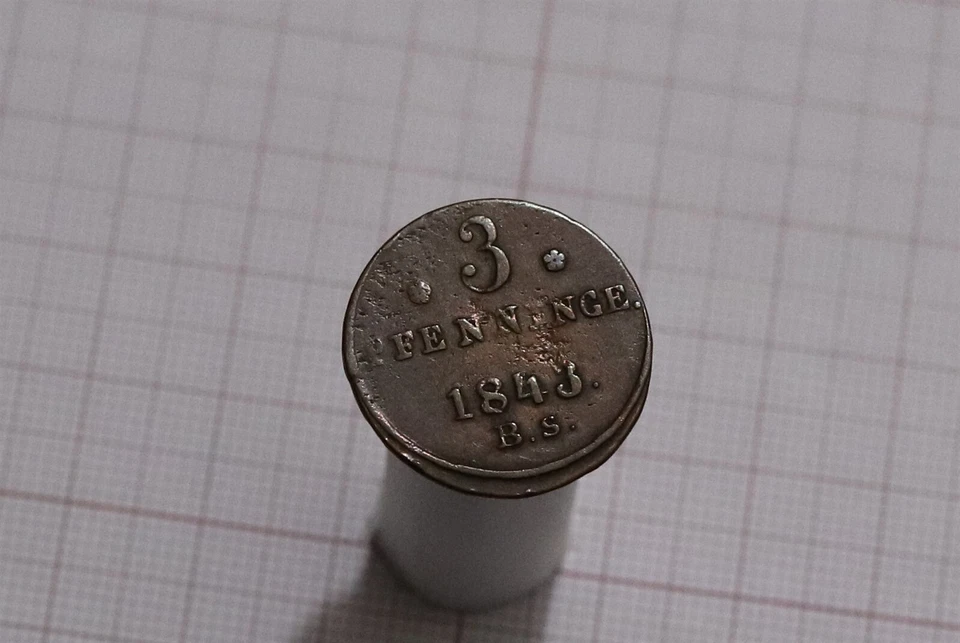 3
PFENNINGE.
1843.
B.S.